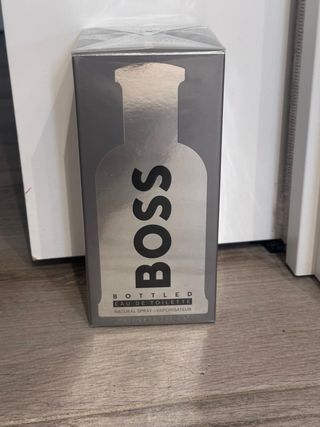 BOSS
BOTTLED
EAU DE TOILETTE
NATURAL SPRAY - VAPORISATEUR